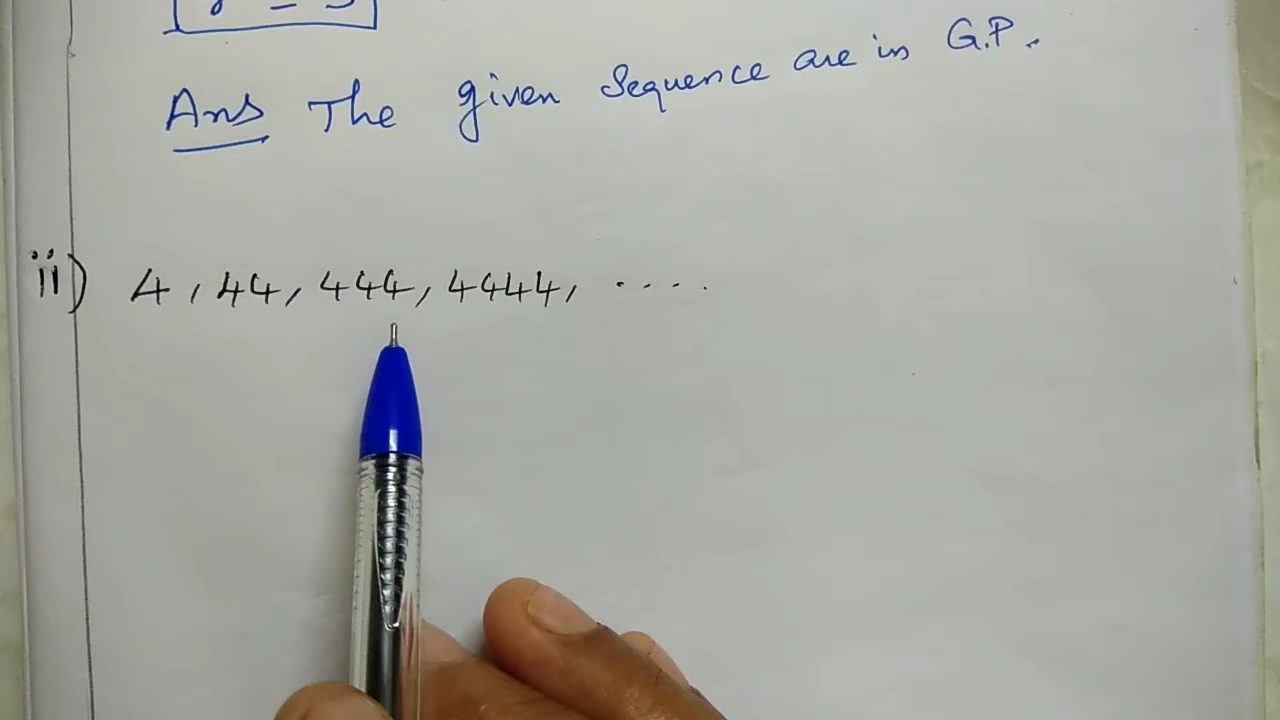 Ans The given Sequence are in G.P.
ii) 4, 44, 444, 4444, ....